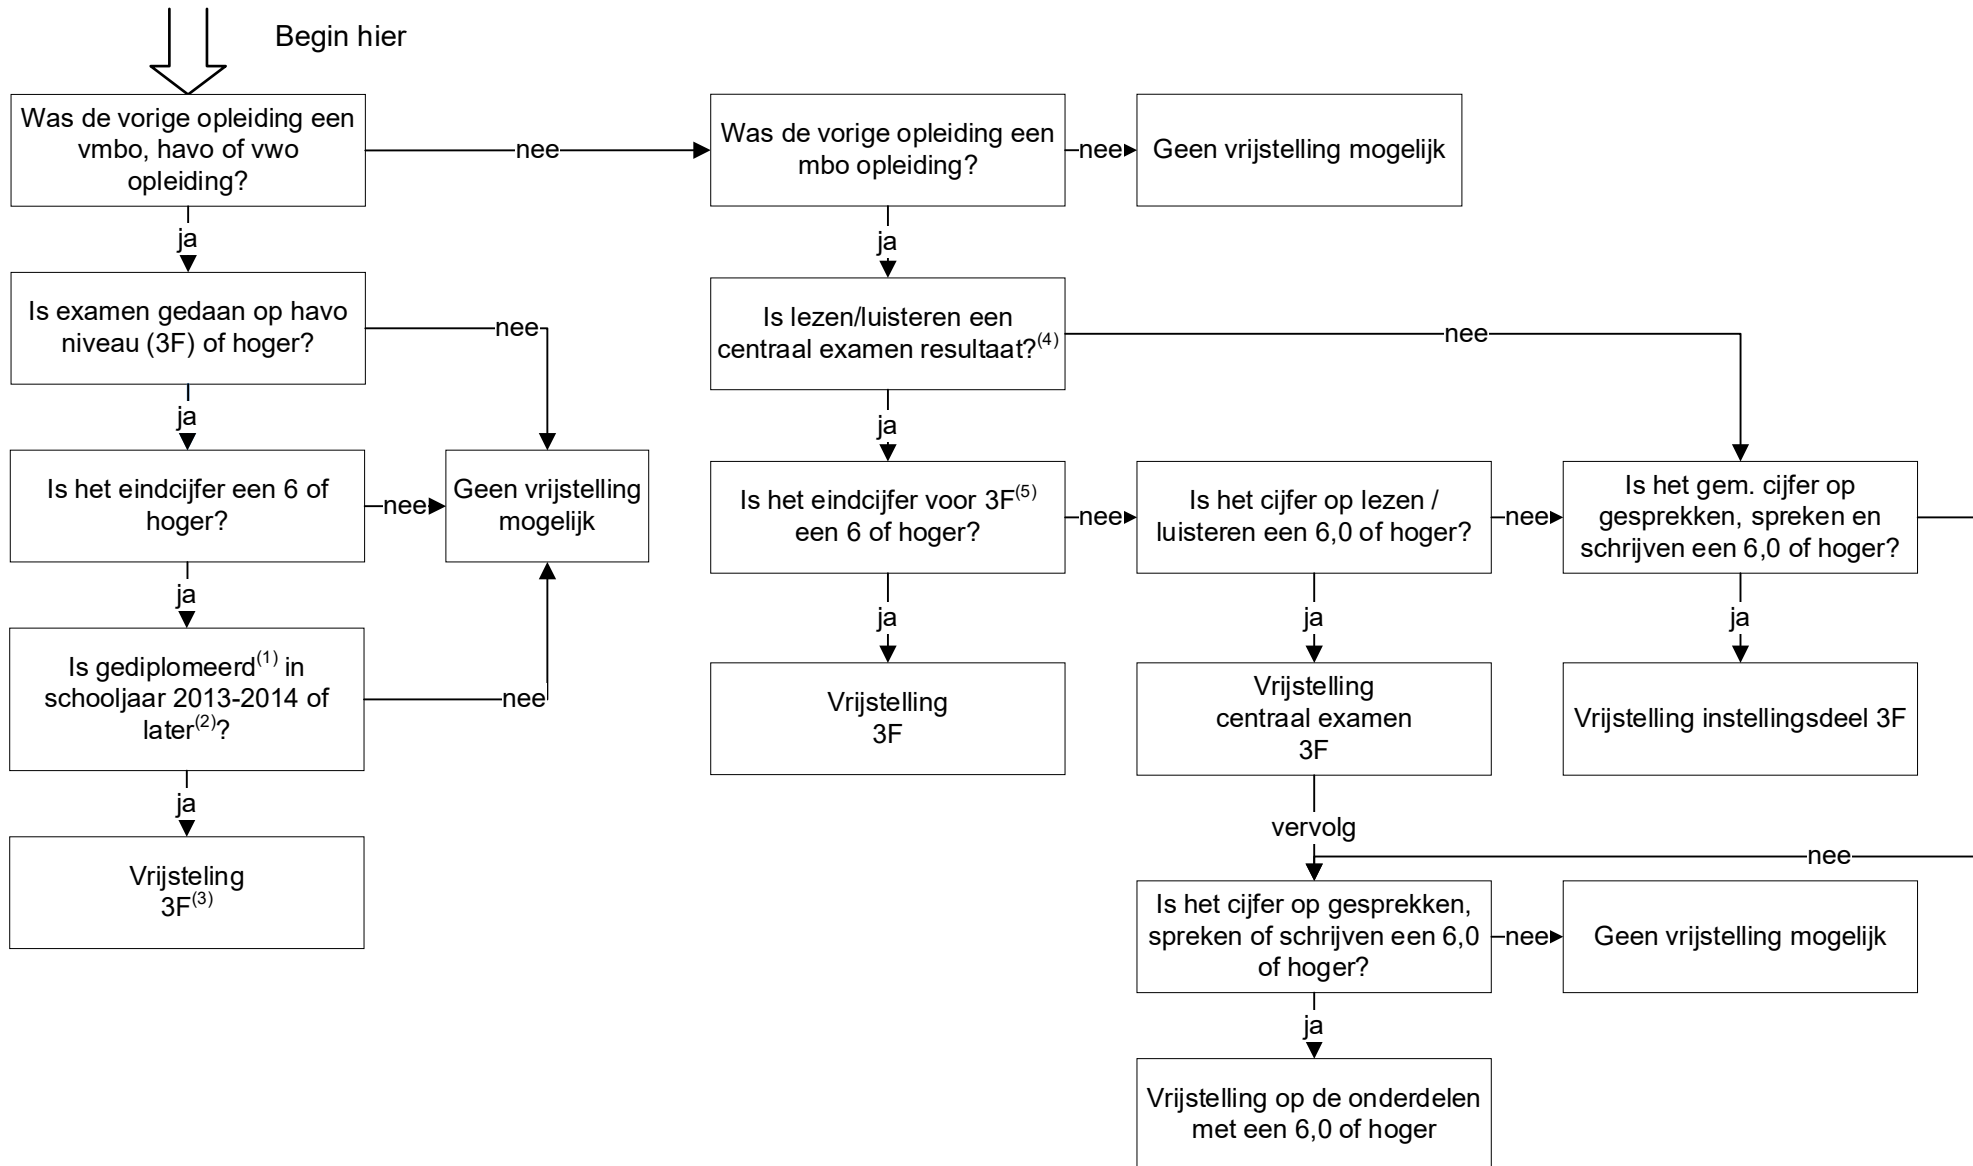 Begin hier
Was de vorige opleiding een
vmbo, havo of vwo
opleiding?
nee
Was de vorige opleiding een
mbo opleiding?
nee
Geen vrijstelling mogelijk
ja
ja
Is examen gedaan op havo
niveau (3F) of hoger?
nee
Is lezen/luisteren een
centraal examen resultaat?(4)
nee
ja
ja
Is het eindcijfer een 6 of
hoger?
nee
Geen vrijstelling
mogelijk
Is het eindcijfer voor 3F(5)
een 6 of hoger?
nee
Is het cijfer op lezen /
luisteren een 6,0 of hoger?
nee
Is het gem. cijfer op
gesprekken, spreken en
schrijven een 6,0 of hoger?
ja
ja
ja
ja
Is gediplomeerd(1) in
schooljaar 2013-2014 of
later(2)?
nee
Vrijstelling
3F
Vrijstelling
centraal examen
3F
Vrijstelling instellingsdeel 3F
ja
vervolg
nee
Vrijsteling
3F(3)
Is het cijfer op gesprekken,
spreken of schrijven een 6,0
of hoger?
nee
Geen vrijstelling mogelijk
ja
Vrijstelling op de onderdelen
met een 6,0 of hoger